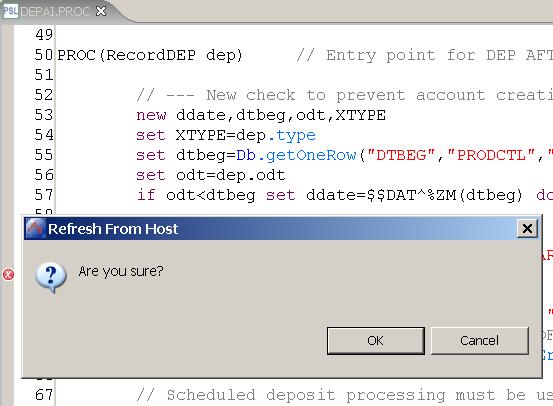 PSL DEPAI.PROC
49
50 PROC(RecordDEP dep) // Entry point for DEP AFT
51
52 // --- New check to prevent account creati
53 new ddate,dtbeg,odt,XTYPE
54 set XTYPE=dep.type
55 set dtbeg=Db.getOneRow("DTBEG","PRODCTL","
56 set odt=dep.odt
57 if odt<dtbeg set ddate=$$DAT^%ZM(dtbeg) do
Refresh From Host
Are you sure?
OK Cancel
67 // Scheduled deposit processing must be us